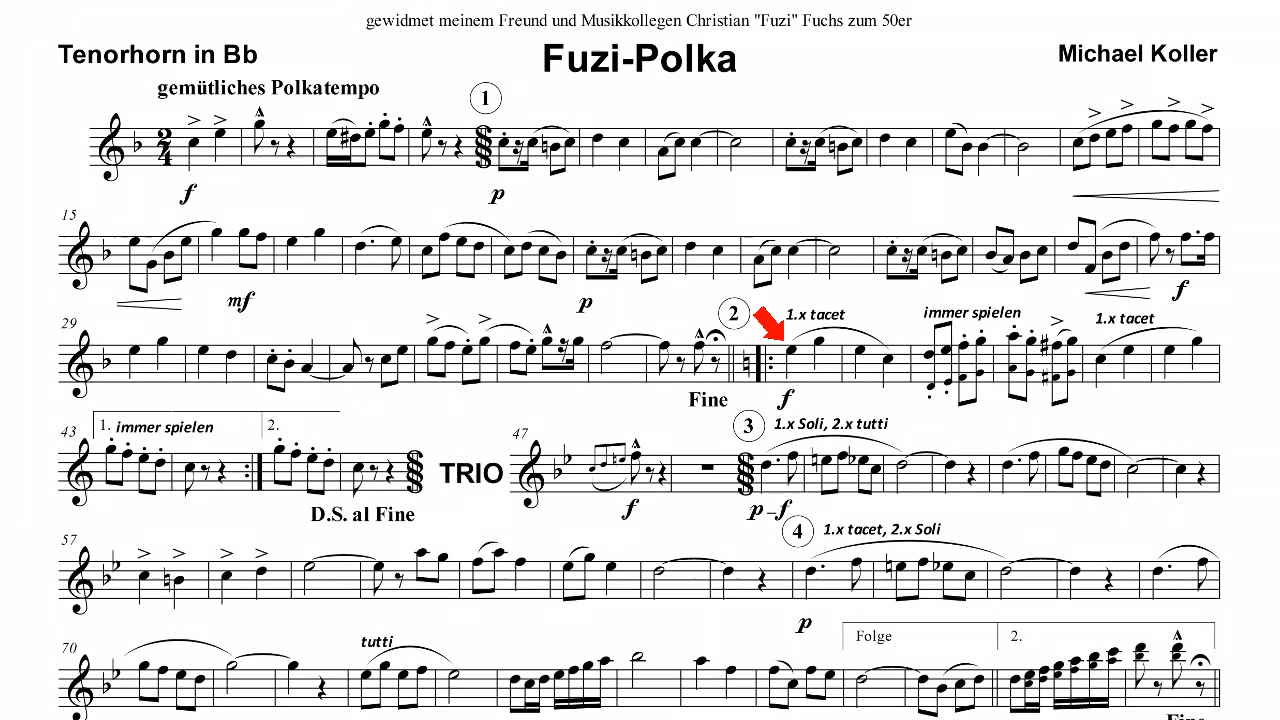 gewidmet meinem Freund und Musikkollegen Christian "Fuzi" Fuchs zum 50er
Tenorhorn in Bb
Fuzi-Polka
Michael Koller
gemütliches Polkatempo
1
f
p
15
mf
p
f
29
2
1.x tacet
immer spielen
1.x tacet
Fine
f
43
1. immer spielen
2.
D.S. al Fine
TRIO
47
3
1.x Soli, 2.x tutti
f
p–f
57
4
1.x tacet, 2.x Soli
p
70
tutti
Folge
2.
Fine